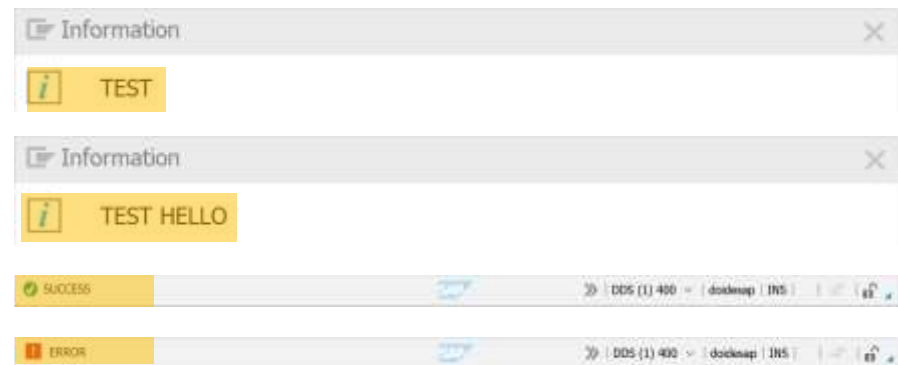 Information
i TEST
Information
i TEST HELLO
SUCCESS DDS (1) 400 doidesap INS
ERROR DDS (1) 400 doidesap INS